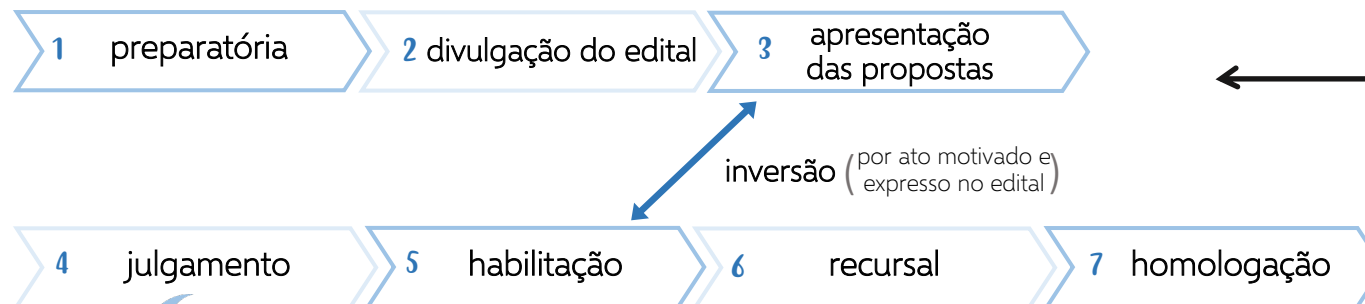 1 preparatória
2 divulgação do edital
3 apresentação
das propostas
inversão (por ato motivado e
expresso no edital)
4 julgamento
5 habilitação
6 recursal
7 homologação